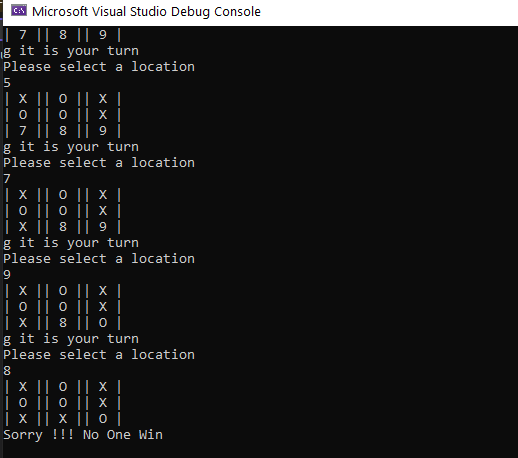 Microsoft Visual Studio Debug Console
| 7 || 8 || 9 |
g it is your turn
Please select a location
5
| X || O || X |
| O || O || X |
| 7 || 8 || 9 |
g it is your turn
Please select a location
7
| X || O || X |
| O || O || X |
| X || 8 || 9 |
g it is your turn
Please select a location
9
| X || O || X |
| O || O || X |
| X || 8 || O |
g it is your turn
Please select a location
8
| X || O || X |
| O || O || X |
| X || X || O |
Sorry !!! No One Win